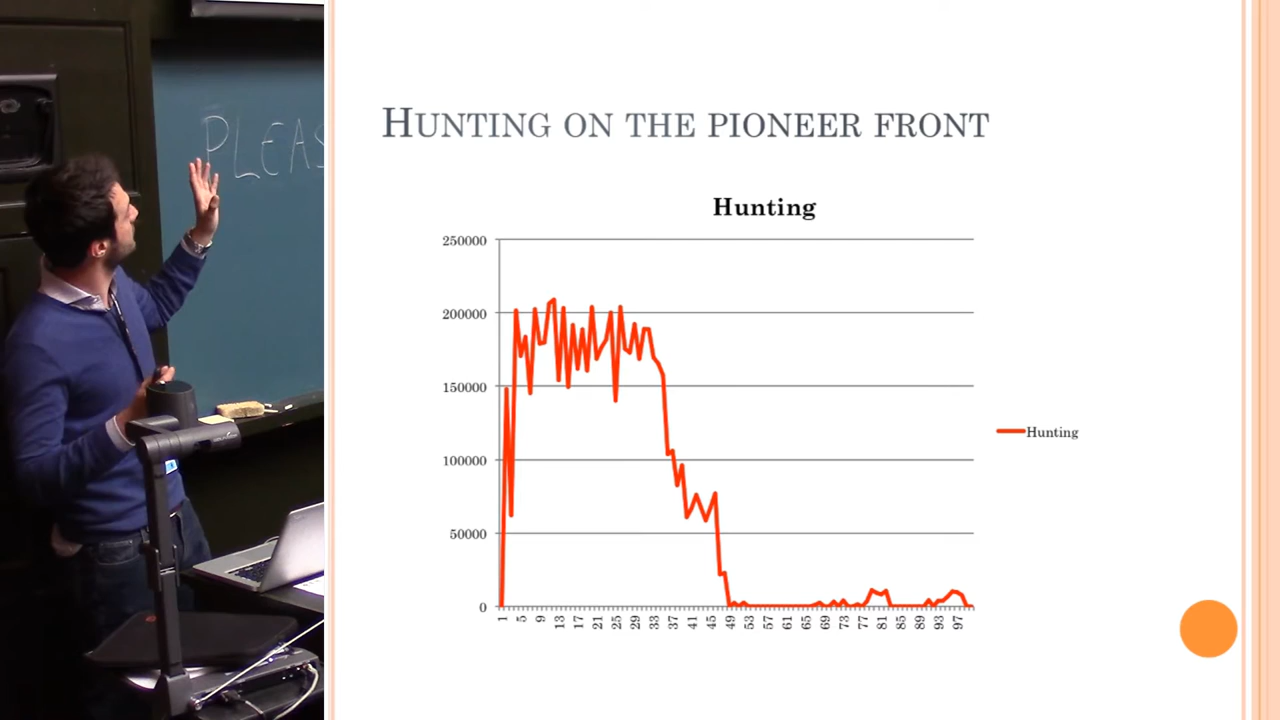 PLEAS
HUNTING ON THE PIONEER FRONT
Hunting
250000
200000
150000
100000
50000
0
1 5 9 13 17 21 25 29 33 37 41 45 49 53 57 61 65 69 73 77 81 85 89 93 97
Hunting